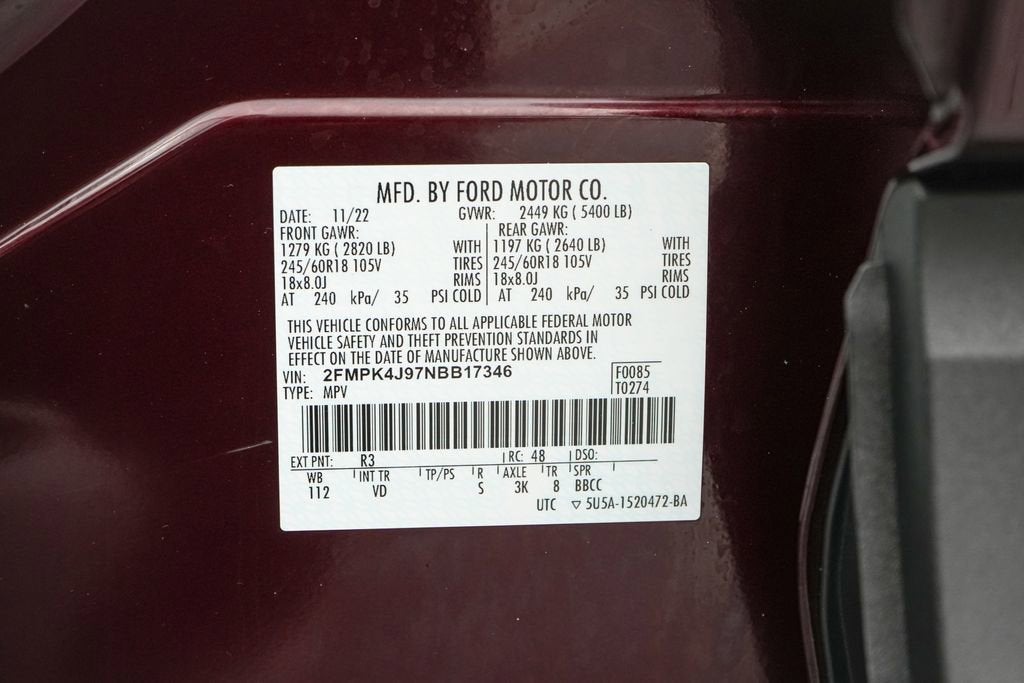 MFD. BY FORD MOTOR CO.
DATE: 11/22 GVWR: 2449 KG ( 5400 LB)
FRONT GAWR: REAR GAWR:
1279 KG ( 2820 LB) WITH 1197 KG ( 2640 LB) WITH
245/60R18 105V TIRES 245/60R18 105V TIRES
18x8.0J RIMS 18x8.0J RIMS
AT 240 kPa/ 35 PSI COLD AT 240 kPa/ 35 PSI COLD
THIS VEHICLE CONFORMS TO ALL APPLICABLE FEDERAL MOTOR
VEHICLE SAFETY AND THEFT PREVENTION STANDARDS IN
EFFECT ON THE DATE OF MANUFACTURE SHOWN ABOVE.
VIN: 2FMPK4J97NBB17346 F0085
TYPE: MPV T0274
EXT PNT: R3 RC: 48 DSO:
WB INT TR TP/PS R AXLE TR SPR
112 VD S 3K 8 BBCC
UTC ▽ 5U5A-1520472-BA